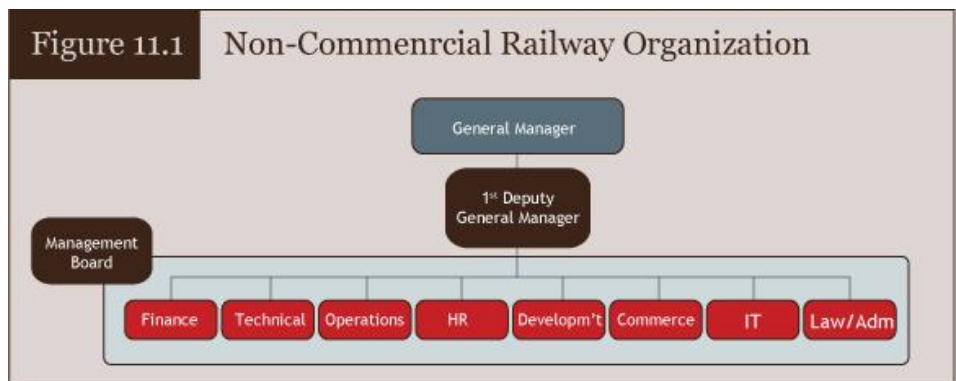 Figure 11.1 Non-Commenrcial Railway Organization
General Manager
1st Deputy
General Manager
Management
Board
Finance Technical Operations HR Developm't Commerce IT Law/Adm